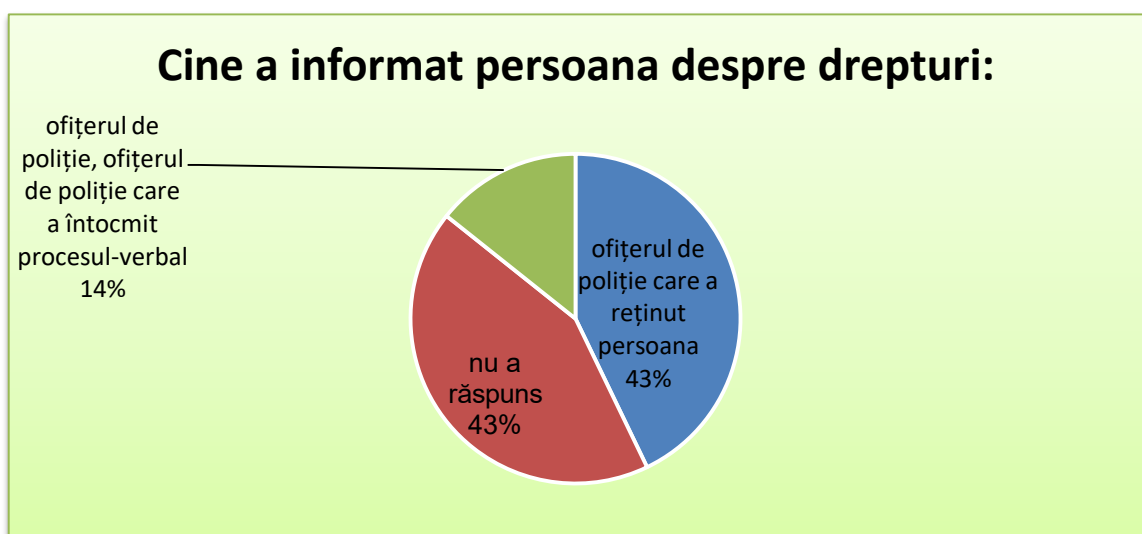 Cine a informat persoana despre drepturi:
ofițerul de
poliție, ofițerul
de poliție care
a întocmit
procesul-verbal
14%
ofițerul de
poliție care a
reținut
persoana
43%
nu a
răspuns
43%